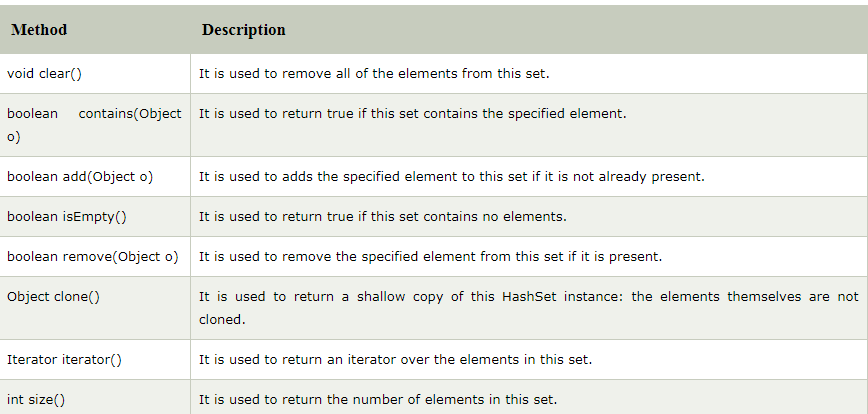 Method Description
void clear() It is used to remove all of the elements from this set.
boolean contains(Object It is used to return true if this set contains the specified element.
o)
boolean add(Object o) It is used to adds the specified element to this set if it is not already present.
boolean isEmpty() It is used to return true if this set contains no elements.
boolean remove(Object o) It is used to remove the specified element from this set if it is present.
Object clone() It is used to return a shallow copy of this HashSet instance: the elements themselves are not
cloned.
Iterator iterator() It is used to return an iterator over the elements in this set.
int size() It is used to return the number of elements in this set.